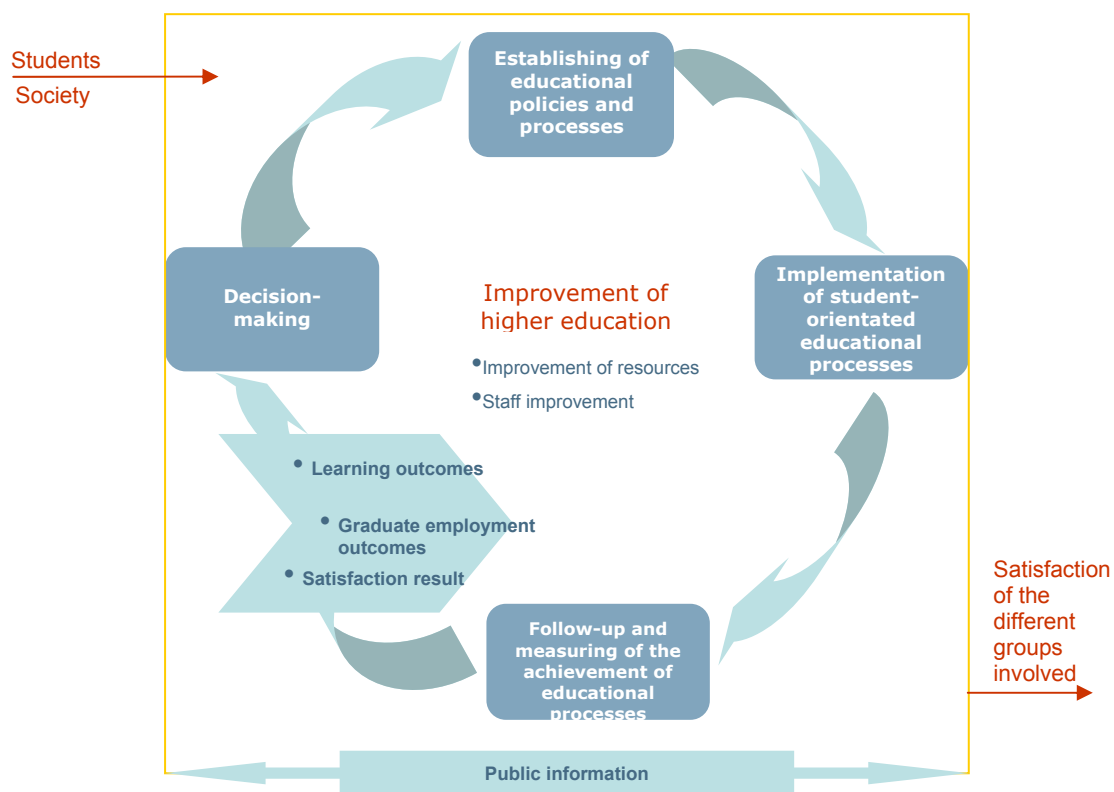 Students
Society
Establishing of
educational
policies and
processes
Decision-
making
Improvement of
higher education
•Improvement of resources
•Staff improvement
Implementation
of student-
orientated
educational
processes
• Learning outcomes
• Graduate employment
outcomes
• Satisfaction result
Follow-up and
measuring of the
achievement of
educational
processes
Satisfaction
of the
different
groups
involved
Public information